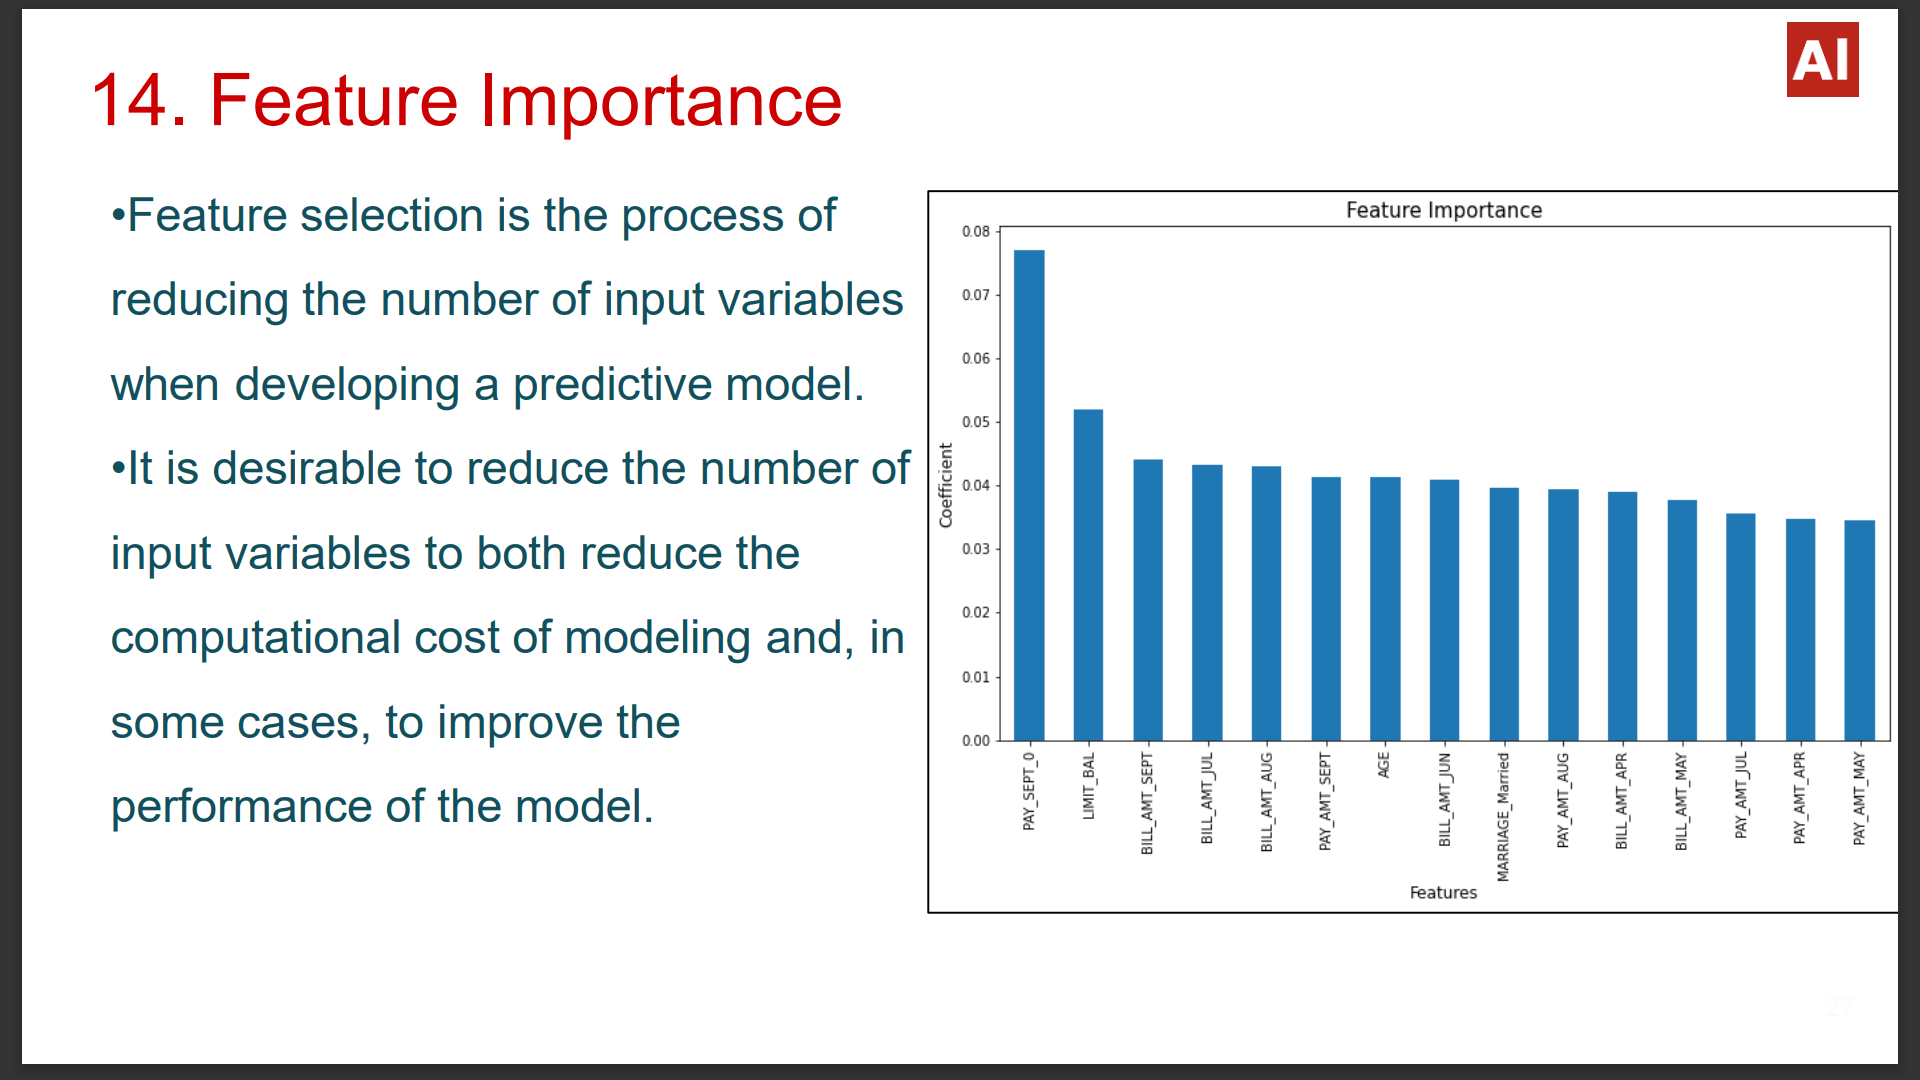 AI
14. Feature Importance
•Feature selection is the process of
reducing the number of input variables
when developing a predictive model.
•It is desirable to reduce the number of
input variables to both reduce the
computational cost of modeling and, in
some cases, to improve the
performance of the model.
Feature Importance
0.08
0.07
0.06
0.05
0.04
0.03
0.02
0.01
0.00
Coefficient
PAY_SEPT_0
LIMIT_BAL
BILL_AMT_SEPT
BILL_AMT_JUL
BILL_AMT_AUG
PAY_AMT_SEPT
AGE
BILL_AMT_JUN
MARRIAGE_Married
PAY_AMT_AUG
BILL_AMT_APR
BILL_AMT_MAY
PAY_AMT_JUL
PAY_AMT_APR
PAY_AMT_MAY
Features
27